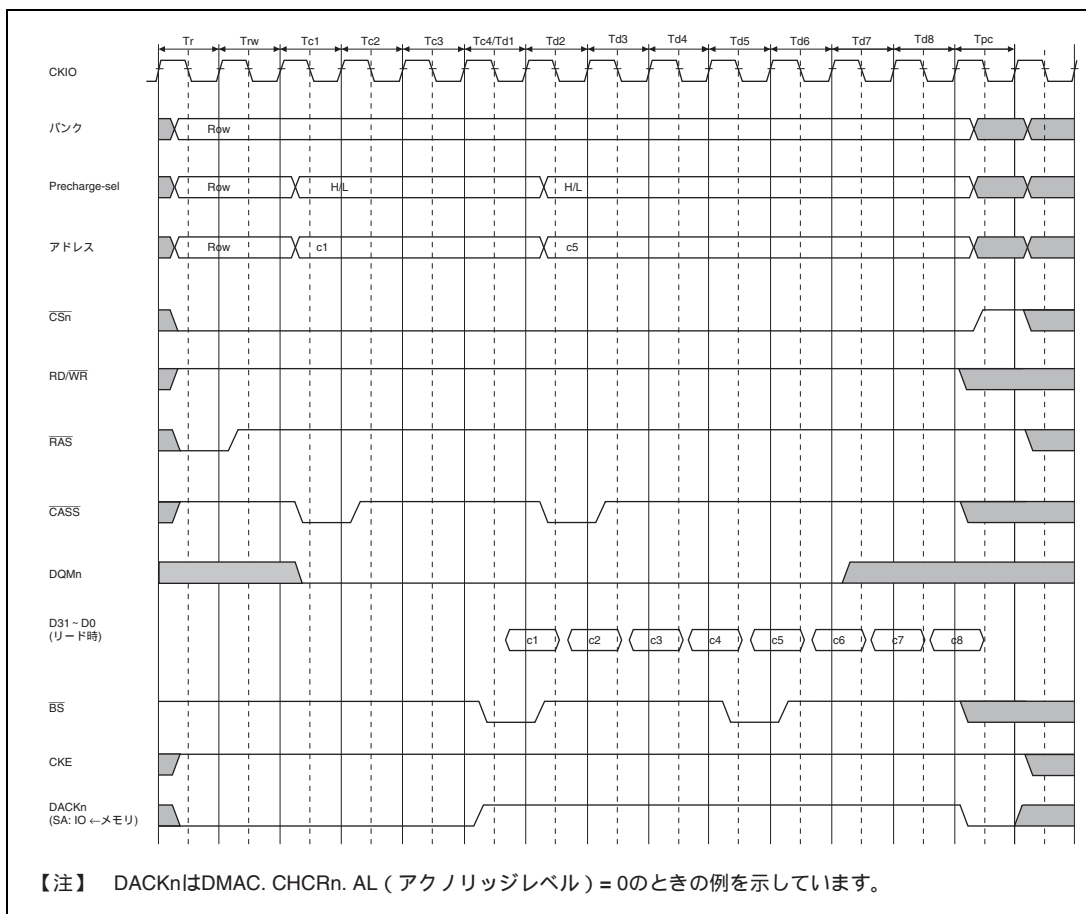 Tr Trw Tc1 Tc2 Tc3 Tc4/Td1 Td2 Td3 Td4 Td5 Td6 Td7 Td8 Tpc
CKIO
バンク Row
Precharge-sel Row H/L H/L
アドレス Row c1 c5
CSn
RD/WR
RAS
CASS
DQMn
D31~D0
(リード時) c1 c2 c3 c4 c5 c6 c7 c8
BS
CKE
DACKn
(SA: IO ←メモリ)
【注】 DACKnはDMAC. CHCRn. AL ( アクノリッジレベル ) = 0のときの例を示しています。